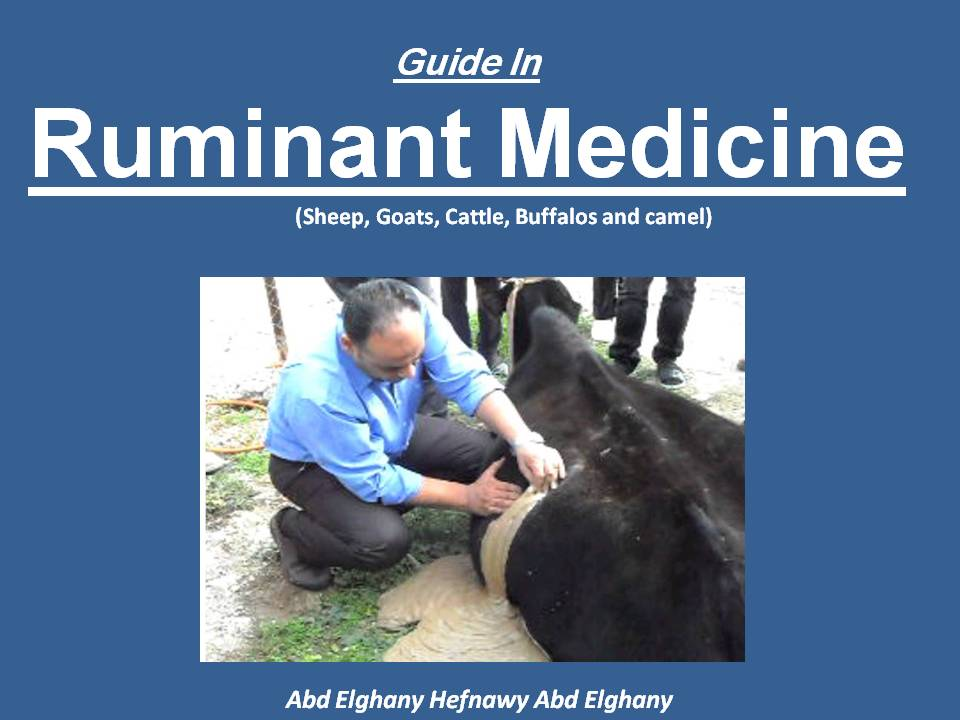 Guide In
Ruminant Medicine
(Sheep, Goats, Cattle, Buffalos and camel)
Abd Elghany Hefnawy Abd Elghany